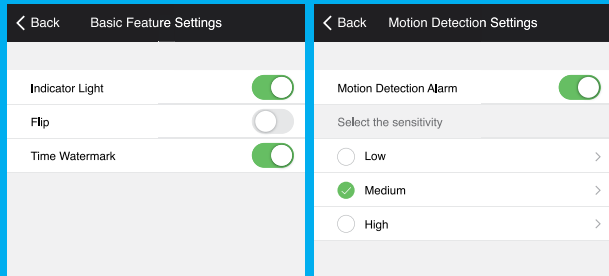 Back Basic Feature Settings
Indicator Light
Flip
Time Watermark
Back Motion Detection Settings
Motion Detection Alarm
Select the sensitivity
Low
Medium
High